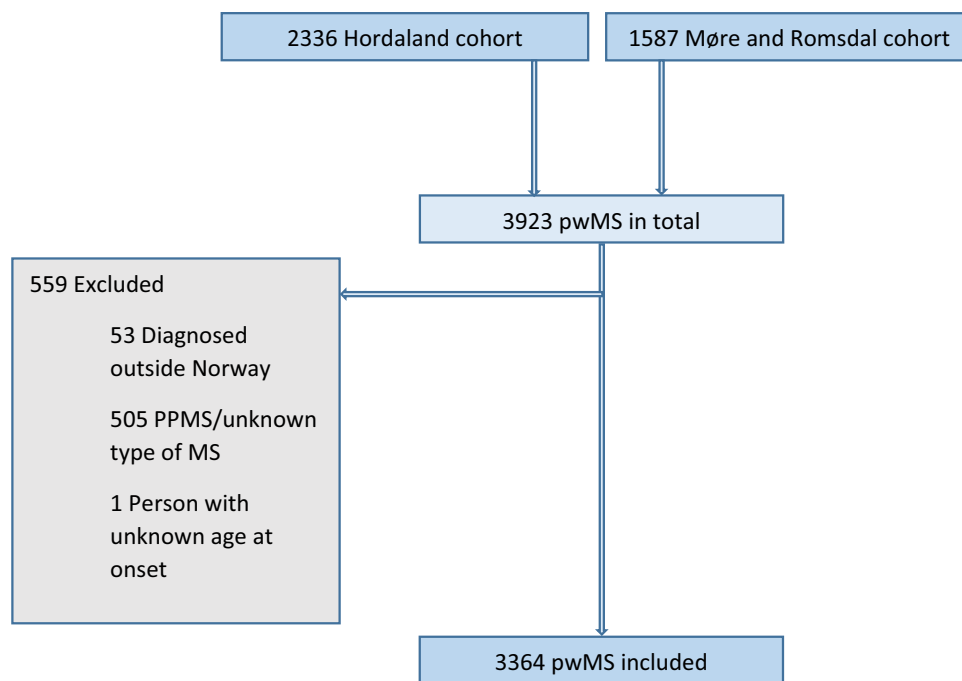 2336 Hordaland cohort
1587 Møre and Romsdal cohort
3923 pwMS in total
559 Excluded
53 Diagnosed
outside Norway
505 PPMS/unknown
type of MS
1 Person with
unknown age at
onset
3364 pwMS included